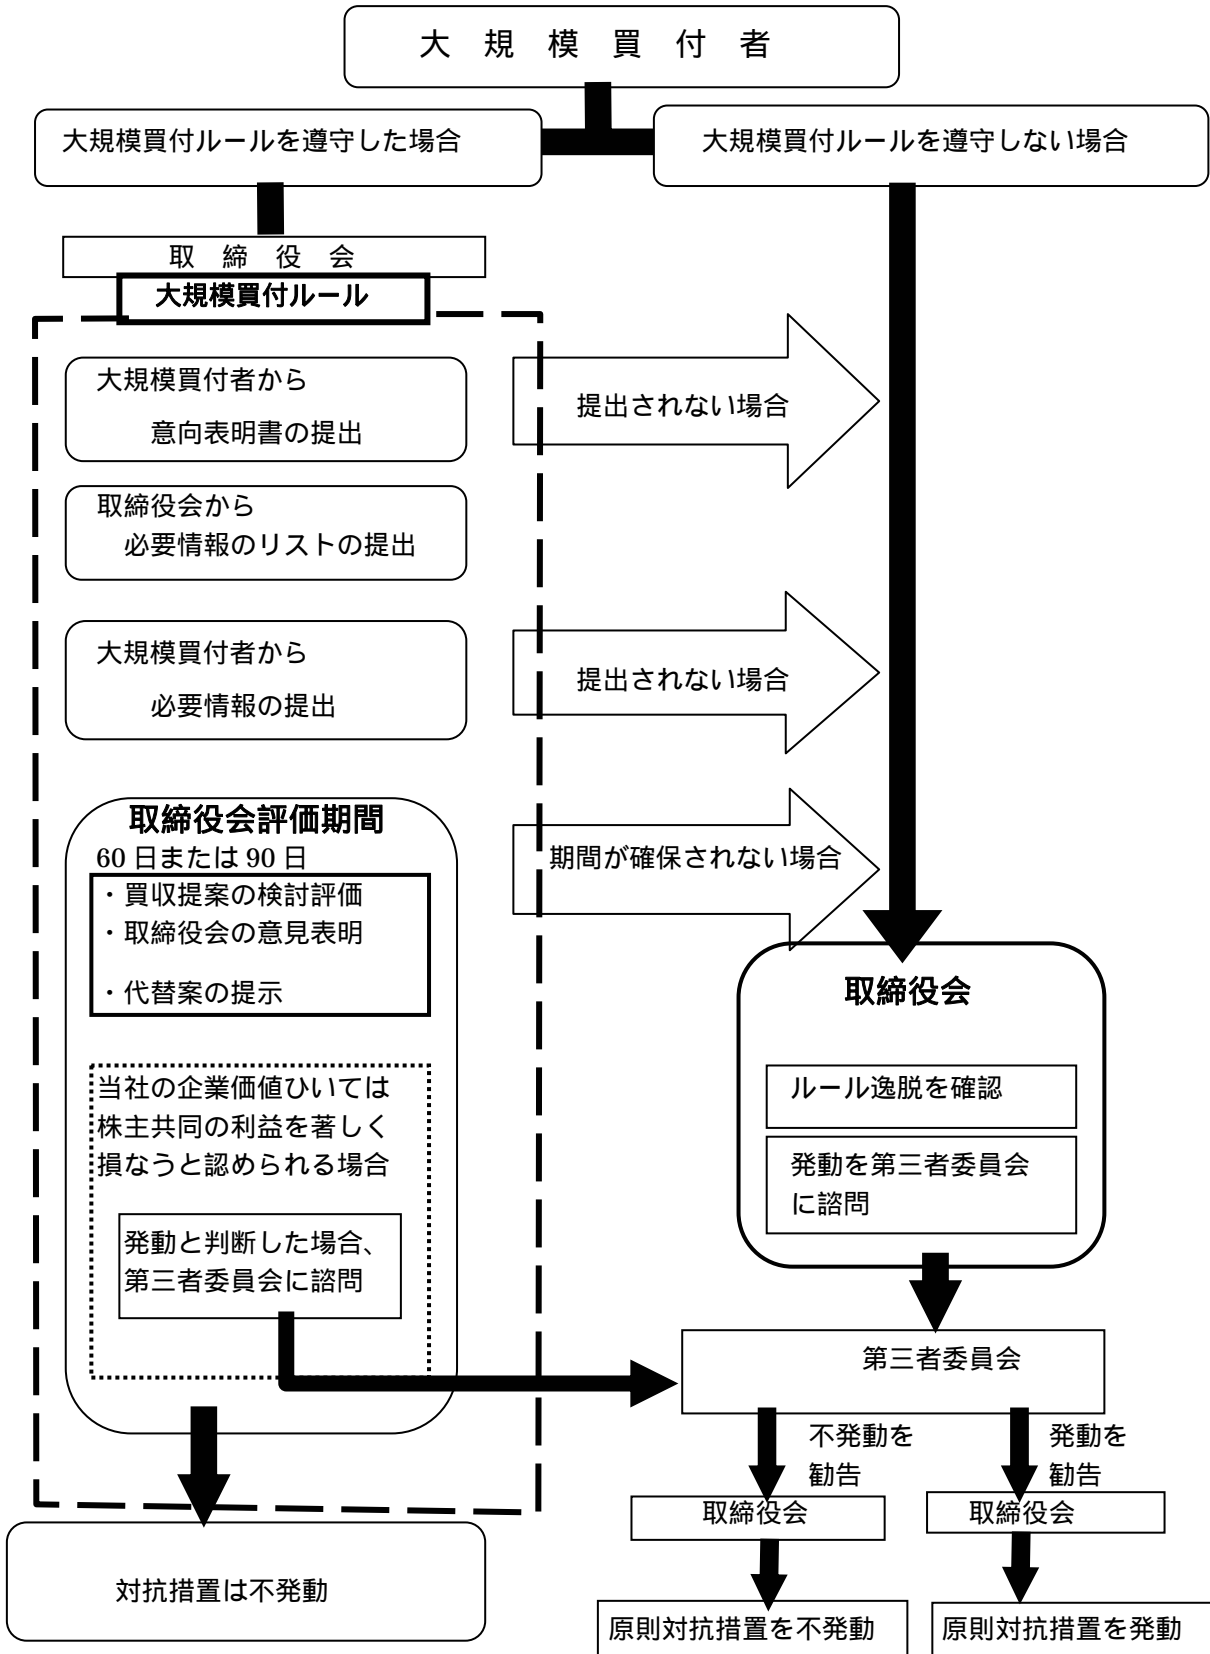 大規模買付者
大規模買付ルールを遵守した場合
大規模買付ルールを遵守しない場合
取締役会
大規模買付ルール
大規模買付者から
意向表明書の提出
提出されない場合
取締役会から
必要情報のリストの提出
大規模買付者から
必要情報の提出
提出されない場合
取締役会評価期間
60日または90日
・買収提案の検討評価
・取締役会の意見表明
・代替案の提示
期間が確保されない場合
当社の企業価値ひいては
株主共同の利益を著しく
損なうと認められる場合
発動と判断した場合、
第三者委員会に諮問
取締役会
ルール逸脱を確認
発動を第三者委員会
に諮問
第三者委員会
不発動を
勧告
発動を
勧告
取締役会
取締役会
対抗措置は不発動
原則対抗措置を不発動
原則対抗措置を発動